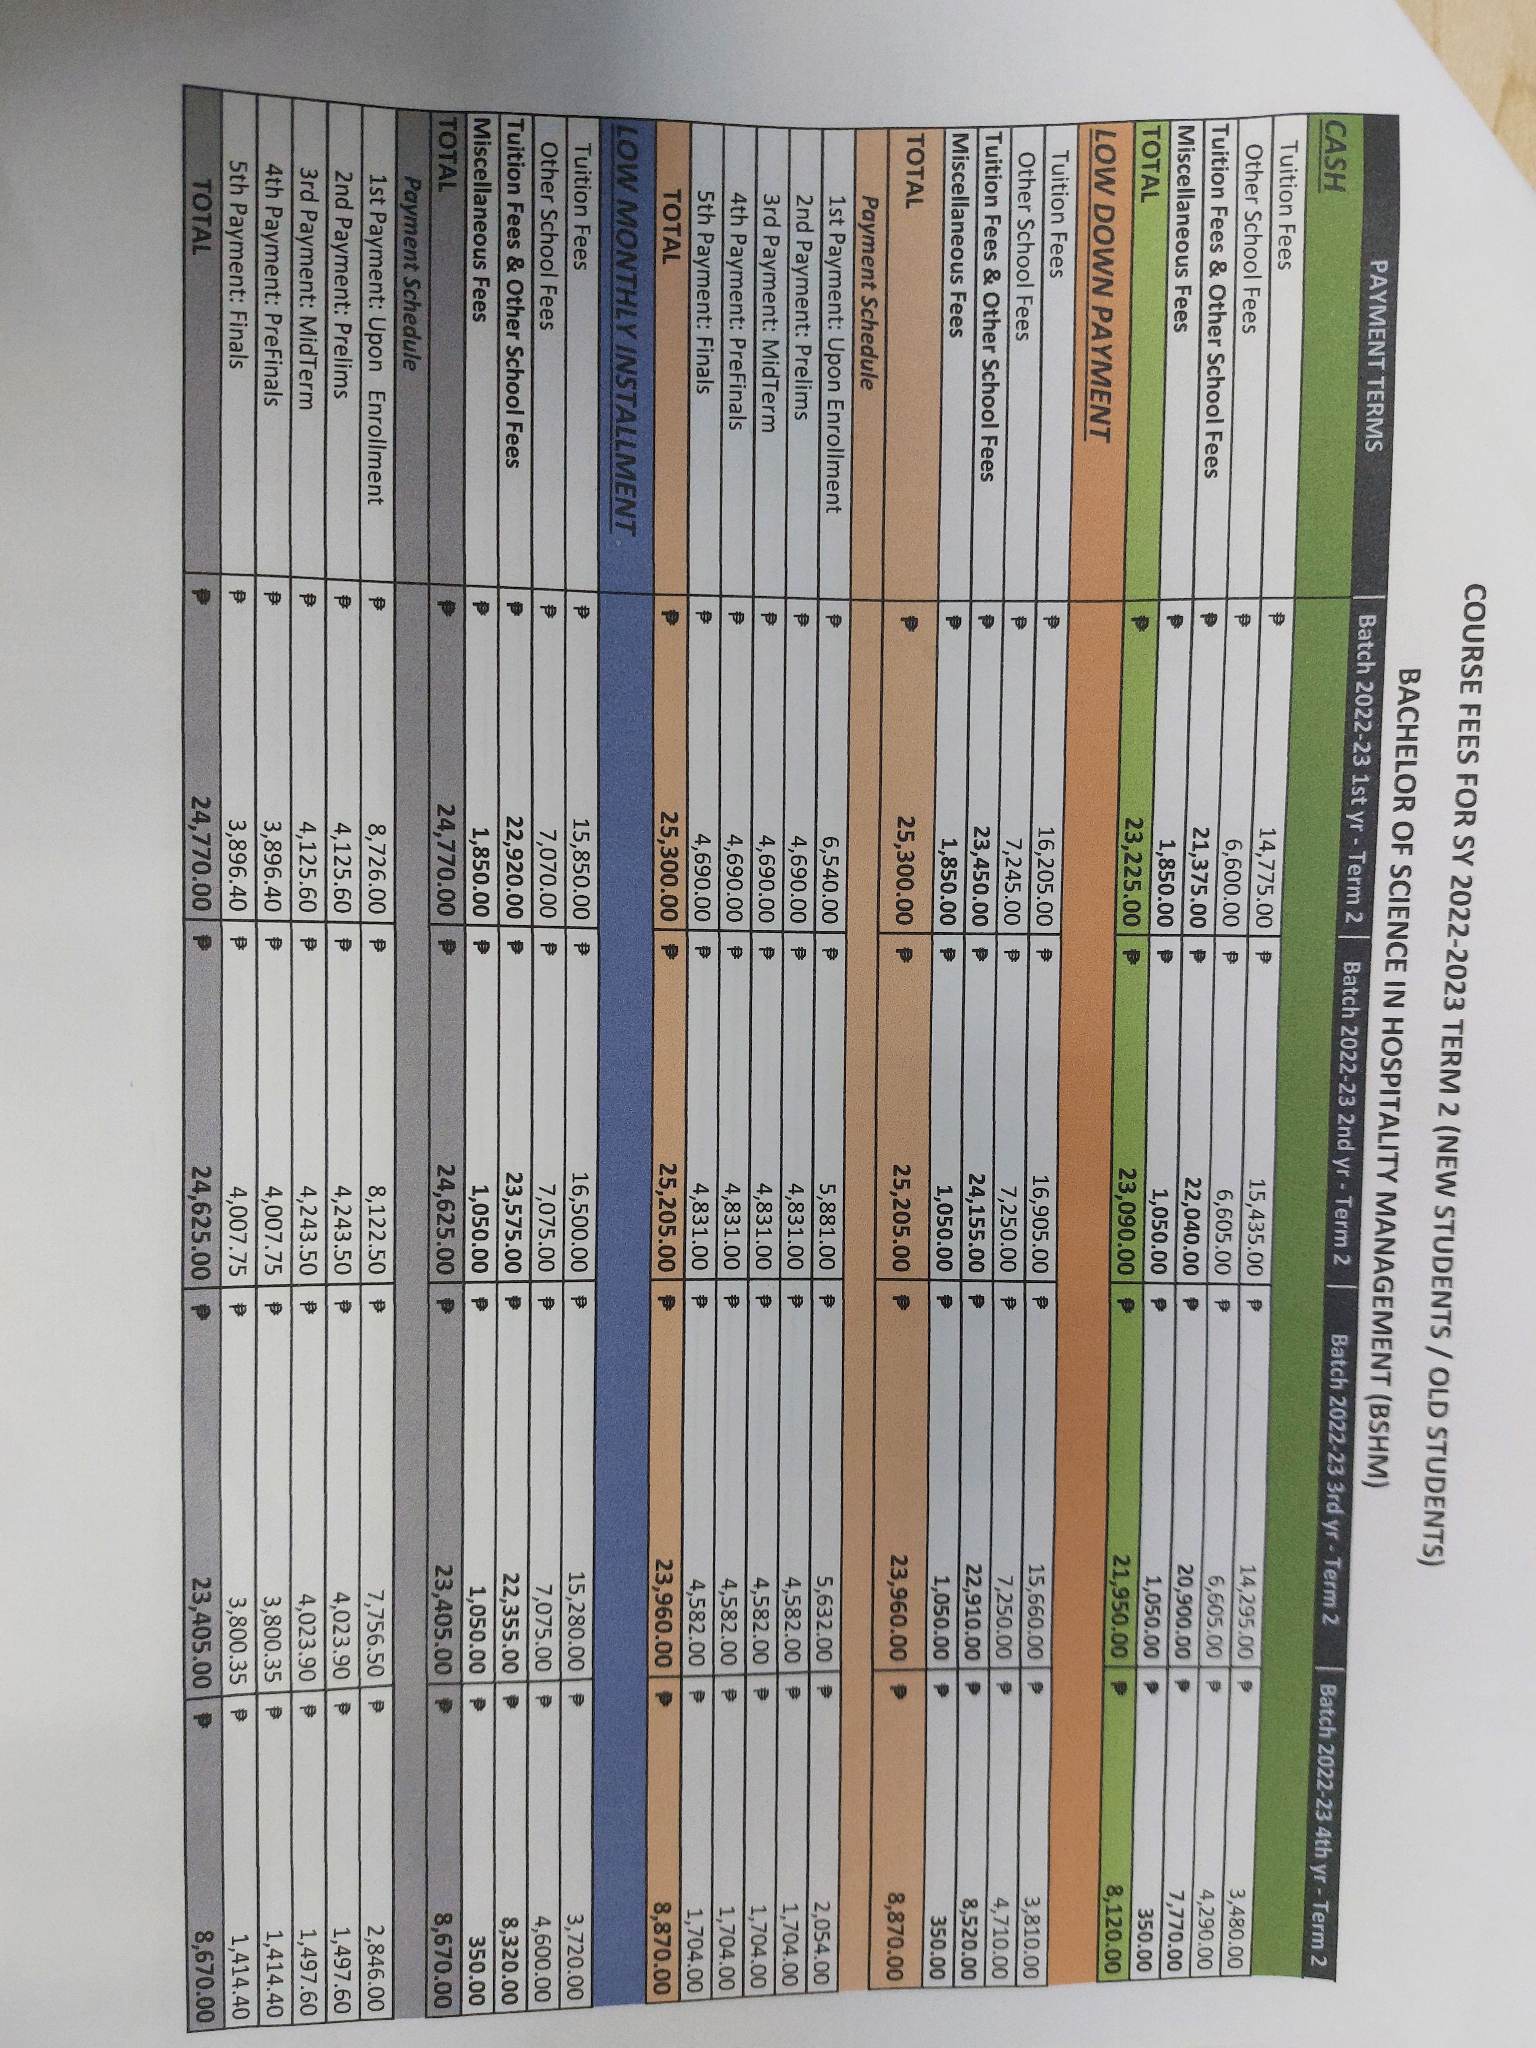 COURSE FEES FOR SY 2022-2023 TERM 2 (NEW STUDENTS / OLD STUDENTS)
BACHELOR OF SCIENCE IN HOSPITALITY MANAGEMENT (BSHM)
PAYMENT TERMS Batch 2022-23 1st yr - Term 2 Batch 2022-23 2nd yr - Term 2 Batch 2022-23 3rd yr - Term 2 Batch 2022-23 4th yr - Term 2
CASH
Tuition Fees ₱ 14,775.00 ₱ 15,435.00 ₱ 14,295.00 ₱ 3,480.00
Other School Fees ₱ 6,600.00 ₱ 6,605.00 ₱ 6,605.00 ₱ 4,290.00
Tuition Fees & Other School Fees ₱ 21,375.00 ₱ 22,040.00 ₱ 20,900.00 ₱ 7,770.00
Miscellaneous Fees ₱ 1,850.00 ₱ 1,050.00 ₱ 1,050.00 ₱ 350.00
TOTAL ₱ 23,225.00 ₱ 23,090.00 ₱ 21,950.00 ₱ 8,120.00
LOW DOWN PAYMENT
Tuition Fees ₱ 16,205.00 ₱ 16,905.00 ₱ 15,660.00 ₱ 3,810.00
Other School Fees ₱ 7,245.00 ₱ 7,250.00 ₱ 7,250.00 ₱ 4,710.00
Tuition Fees & Other School Fees ₱ 23,450.00 ₱ 24,155.00 ₱ 22,910.00 ₱ 8,520.00
Miscellaneous Fees ₱ 1,850.00 ₱ 1,050.00 ₱ 1,050.00 ₱ 350.00
TOTAL ₱ 25,300.00 ₱ 25,205.00 ₱ 23,960.00 ₱ 8,870.00
Payment Schedule
1st Payment: Upon Enrollment ₱ 6,540.00 ₱ 5,881.00 ₱ 5,632.00 ₱ 2,054.00
2nd Payment: Prelims ₱ 4,690.00 ₱ 4,831.00 ₱ 4,582.00 ₱ 1,704.00
3rd Payment: MidTerm ₱ 4,690.00 ₱ 4,831.00 ₱ 4,582.00 ₱ 1,704.00
4th Payment: PreFinals ₱ 4,690.00 ₱ 4,831.00 ₱ 4,582.00 ₱ 1,704.00
5th Payment: Finals ₱ 4,690.00 ₱ 4,831.00 ₱ 4,582.00 ₱ 1,704.00
TOTAL ₱ 25,300.00 ₱ 25,205.00 ₱ 23,960.00 ₱ 8,870.00
LOW MONTHLY INSTALLMENT
Tuition Fees ₱ 15,850.00 ₱ 16,500.00 ₱ 15,280.00 ₱ 3,720.00
Other School Fees ₱ 7,070.00 ₱ 7,075.00 ₱ 7,075.00 ₱ 4,600.00
Tuition Fees & Other School Fees ₱ 22,920.00 ₱ 23,575.00 ₱ 22,355.00 ₱ 8,320.00
Miscellaneous Fees ₱ 1,850.00 ₱ 1,050.00 ₱ 1,050.00 ₱ 350.00
TOTAL ₱ 24,770.00 ₱ 24,625.00 ₱ 23,405.00 ₱ 8,670.00
Payment Schedule
1st Payment: Upon Enrollment ₱ 8,726.00 ₱ 8,122.50 ₱ 7,756.50 ₱ 2,846.00
2nd Payment: Prelims ₱ 4,125.60 ₱ 4,243.50 ₱ 4,023.90 ₱ 1,497.60
3rd Payment: MidTerm ₱ 4,125.60 ₱ 4,243.50 ₱ 4,023.90 ₱ 1,497.60
4th Payment: PreFinals ₱ 3,896.40 ₱ 4,007.75 ₱ 3,800.35 ₱ 1,414.40
5th Payment: Finals ₱ 3,896.40 ₱ 4,007.75 ₱ 3,800.35 ₱ 1,414.40
TOTAL ₱ 24,770.00 ₱ 24,625.00 ₱ 23,405.00 ₱ 8,670.00